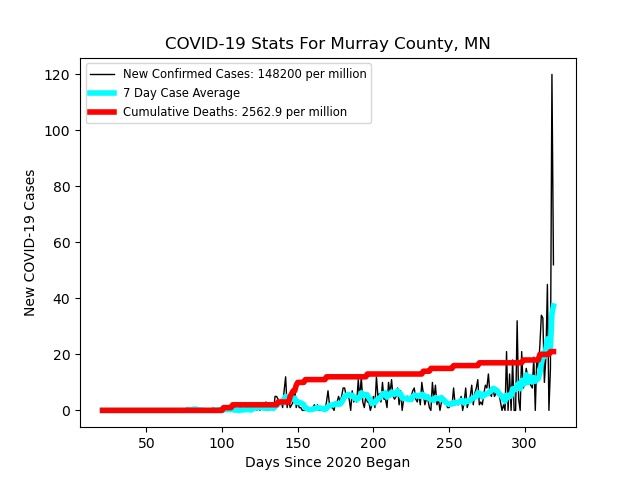 COVID-19 Stats For Murray County, MN
New Confirmed Cases: 148200 per million
7 Day Case Average
Cumulative Deaths: 2562.9 per million
New COVID-19 Cases
120
100
80
60
40
20
0
50
100
150
200
250
300
Days Since 2020 Began